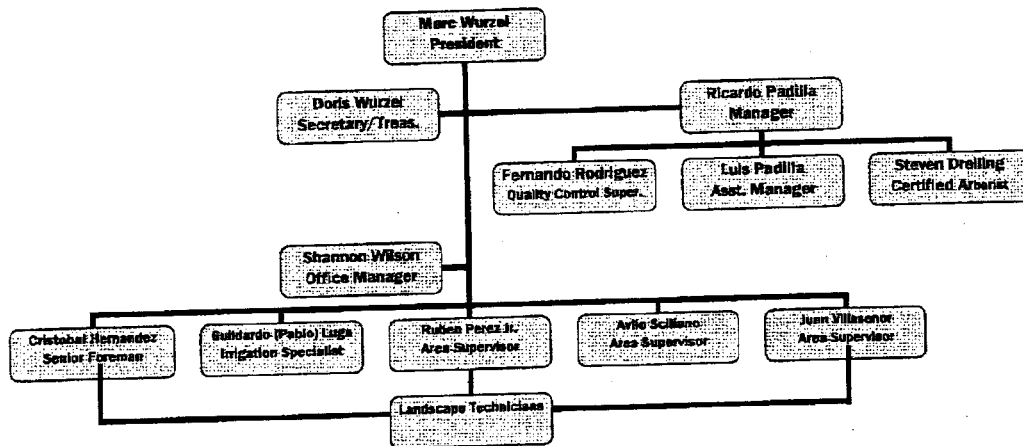 Marc Wurzel
President
Doris Wurzel
Secretary/Treas.
Ricardo Padilla
Manager
Fernando Rodriguez
Quality Control Super.
Luis Padilla
Asst. Manager
Steven Dreiling
Certified Arborist
Shannon Wilson
Office Manager
Cristobal Hernandez
Senior Foreman
(Pablo) Lugo
Irrigation Specialist
Ruben Perez Jr.
Area Supervisor
Area Supervisor
Juan Villasenor
Area Supervisor
Landscape Technicians